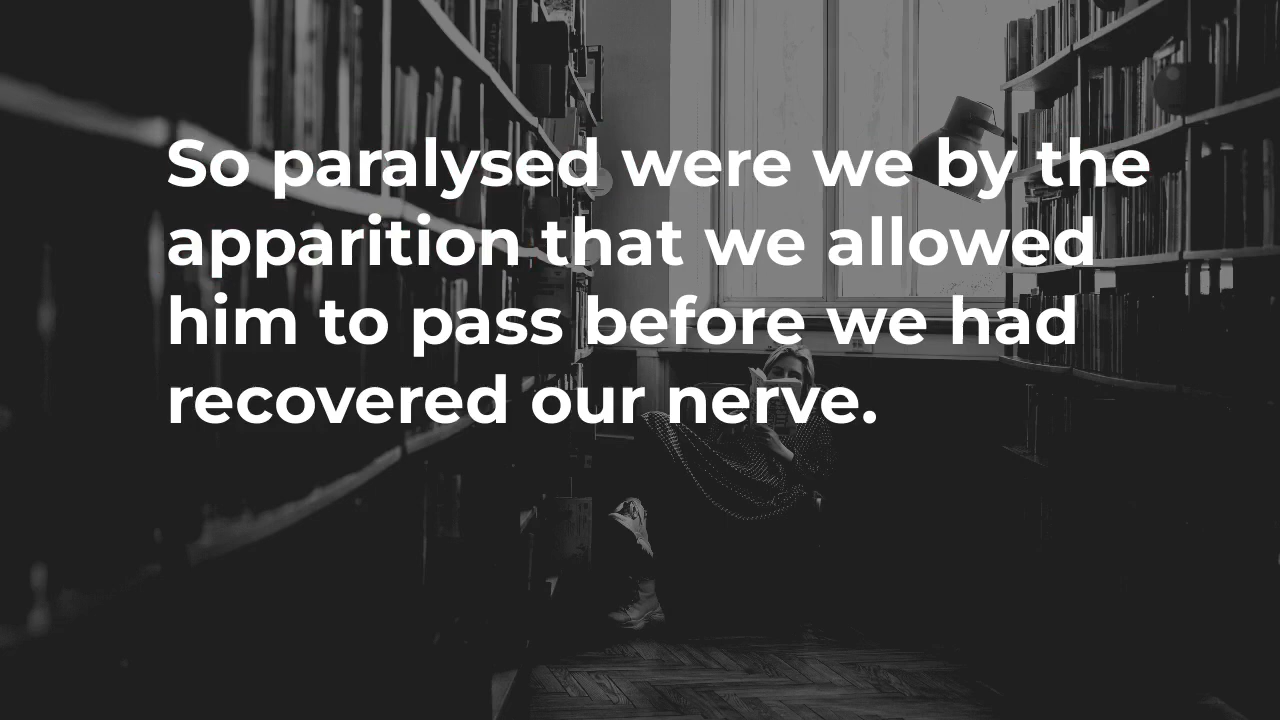 So paralysed were we by the
apparition that we allowed
him to pass before we had
recovered our nerve.